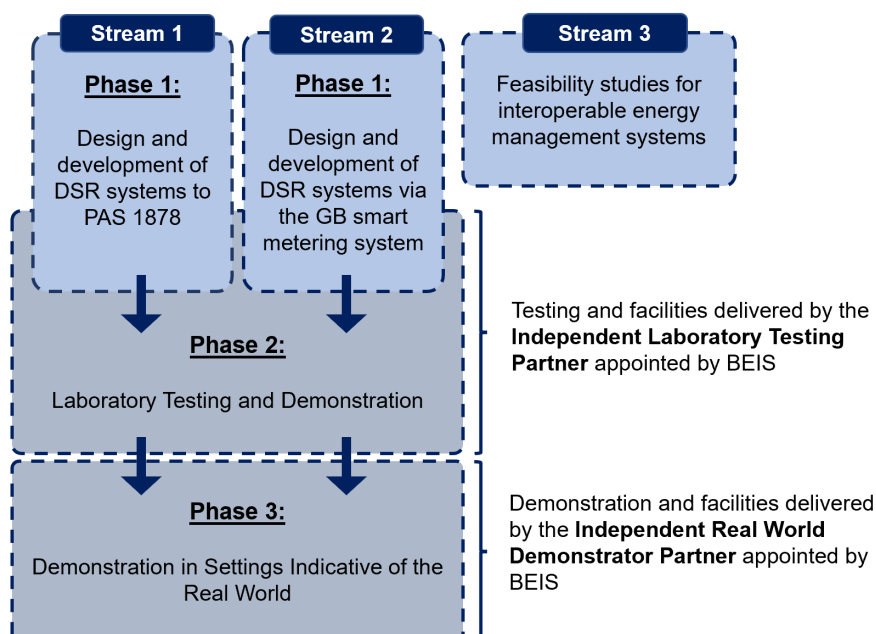 Stream 1
Phase 1:
Design and
development of
DSR systems to
PAS 1878
Stream 2
Phase 1:
Design and
development of
DSR systems via
the GB smart
metering system
Stream 3
Feasibility studies for
interoperable energy
management systems
Phase 2:
Laboratory Testing and Demonstration
Testing and facilities delivered by the
Independent Laboratory Testing
Partner appointed by BEIS
Phase 3:
Demonstration in Settings Indicative of the
Real World
Demonstration and facilities delivered
by the Independent Real World
Demonstrator Partner appointed by
BEIS